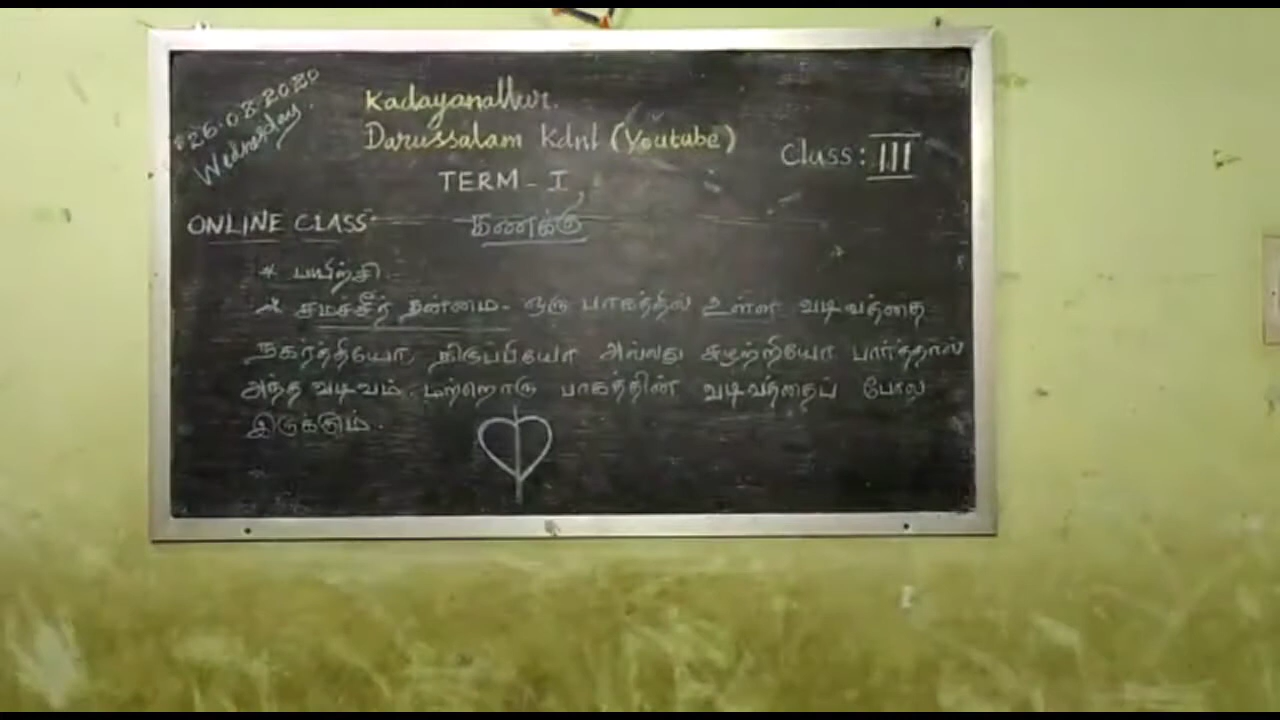 26.08.2020
Wednesday.
Kadayanallur.
Darussalam Kdnl (Youtube)
Class: III
TERM - I
ONLINE CLASS கணக்கு
* பயிற்சி.
* சமச்சீர் தன்மை - ஒரு பாகத்தில் உள்ள வடிவத்தை
நகர்த்தியோ, திருப்பியோ அல்லது சுழற்றியோ பார்த்தால்
அந்த வடிவம் மற்றொரு பாகத்தின் வடிவத்தைப் போல
இருக்கும்.